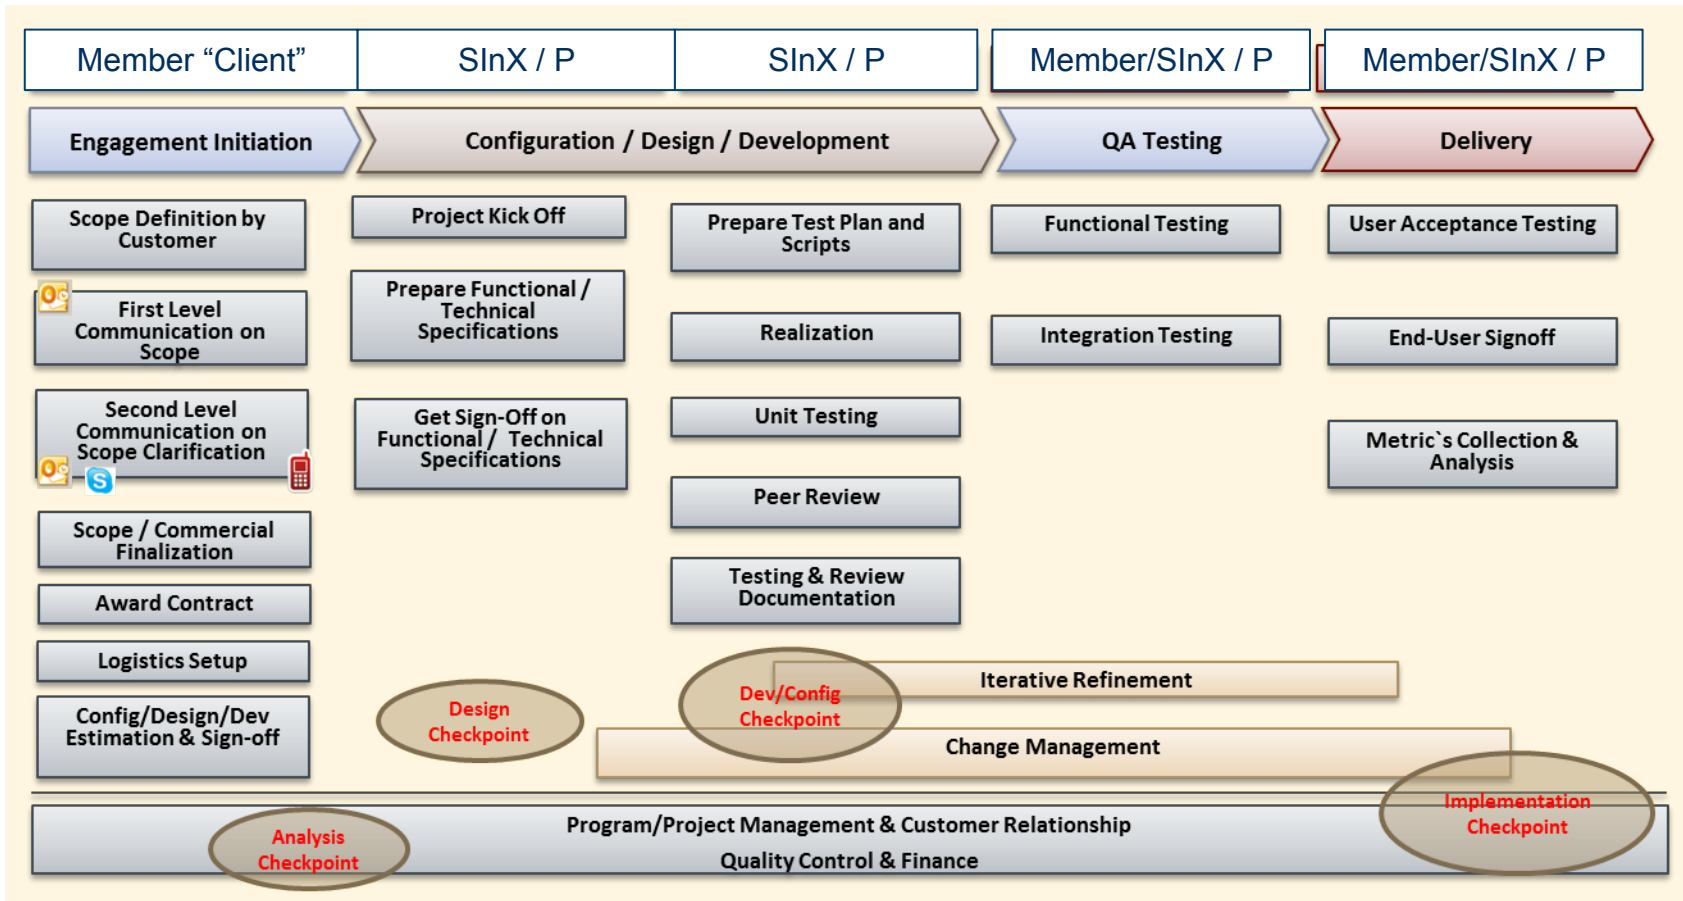 Member “Client”
SInX / P
SInX / P
Member/SInX / P
Member/SInX / P
Engagement Initiation
Configuration / Design / Development
QA Testing
Delivery
Scope Definition by
Customer
First Level
Communication on
Scope
Second Level
Communication on
Scope Clarification
Scope / Commercial
Finalization
Award Contract
Logistics Setup
Config/Design/Dev
Estimation & Sign-off
Project Kick Off
Prepare Functional /
Technical
Specifications
Get Sign-Off on
Functional / Technical
Specifications
Prepare Test Plan and
Scripts
Realization
Unit Testing
Peer Review
Testing & Review
Documentation
Functional Testing
Integration Testing
User Acceptance Testing
End-User Signoff
Metric`s Collection &
Analysis
Iterative Refinement
Change Management
Design
Checkpoint
Dev/Config
Checkpoint
Analysis
Checkpoint
Implementation
Checkpoint
Program/Project Management & Customer Relationship
Quality Control & Finance